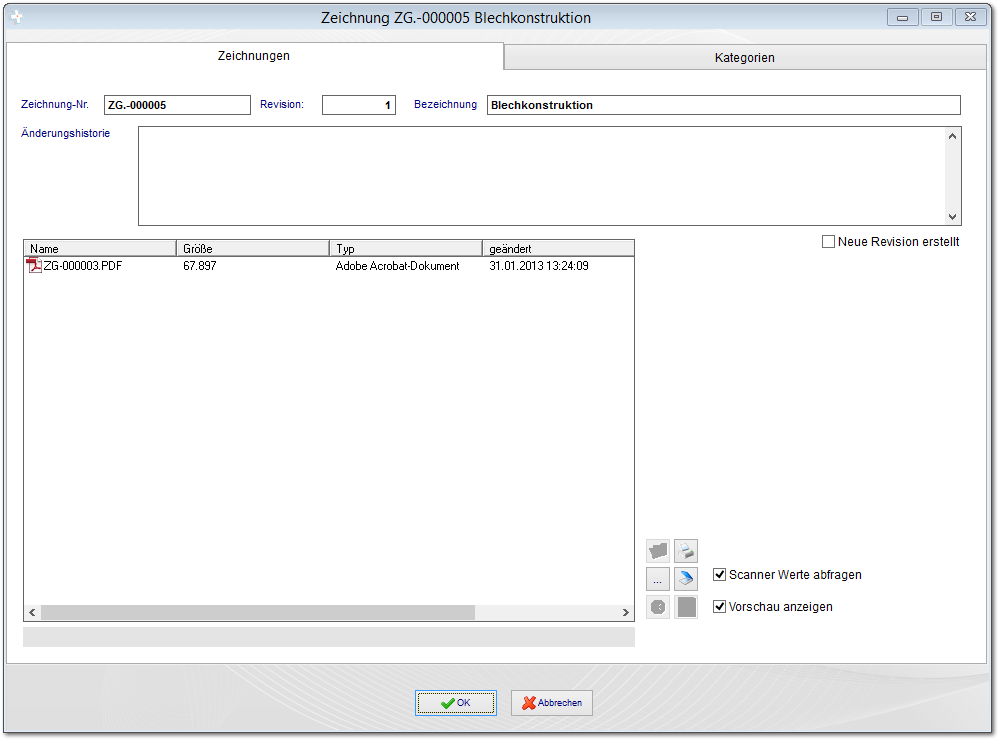 Zeichnung ZG.-000005 Blechkonstruktion
Zeichnungen Kategorien
Zeichnung-Nr. ZG.-000005 Revision: 1 Bezeichnung Blechkonstruktion
Änderungshistorie
Neue Revision erstellt
Name Größe Typ geändert
ZG-000003.PDF 67.897 Adobe Acrobat-Dokument 31.01.2013 13:24:09
... Scanner Werte abfragen
Vorschau anzeigen
OK Abbrechen